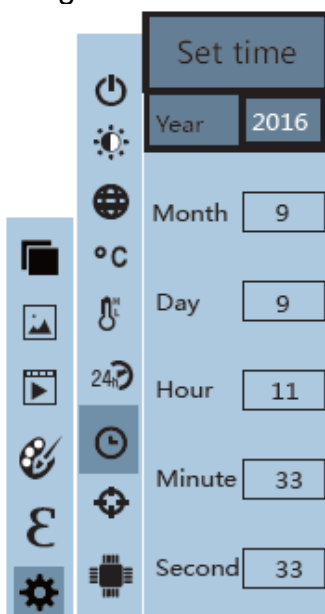 Set time
Year 2016
Month 9
°C
Day 9
24h
Hour 11
Minute 33
ε
Second 33